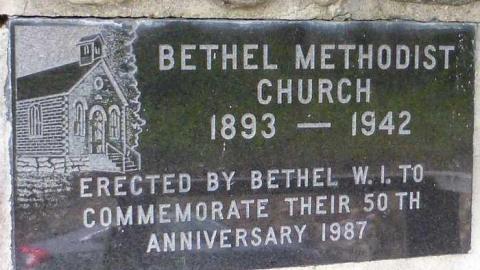 BETHEL METHODIST
CHURCH
1893 — 1942
ERECTED BY BETHEL W.I. TO
COMMEMORATE THEIR 50TH
ANNIVERSARY 1987